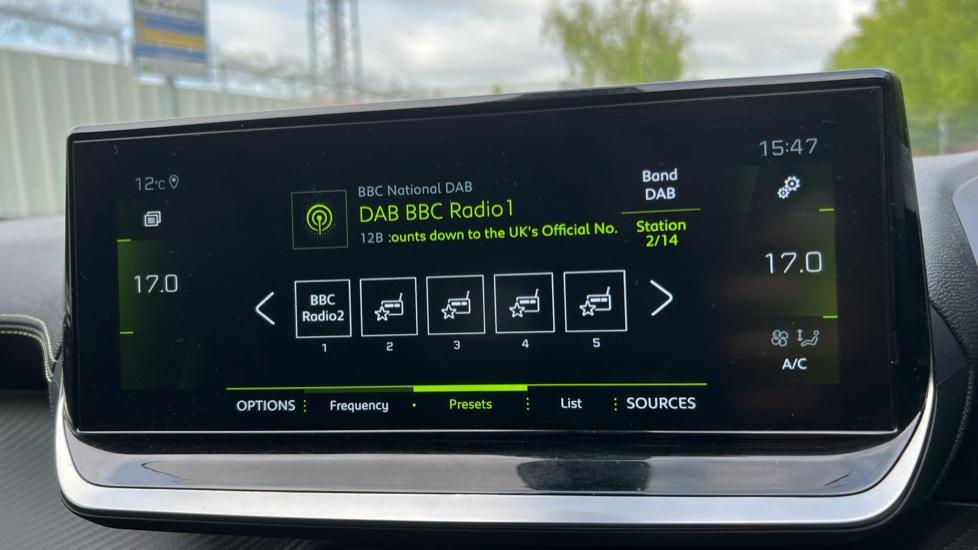 15:47
12°C
BBC National DAB
DAB BBC Radio1
12B :ounts down to the UK's Official No.
Band
DAB
Station
2/14
17.0
17.0
BBC
Radio2
1
2
3
4
5
A/C
OPTIONS
Frequency
Presets
List
SOURCES